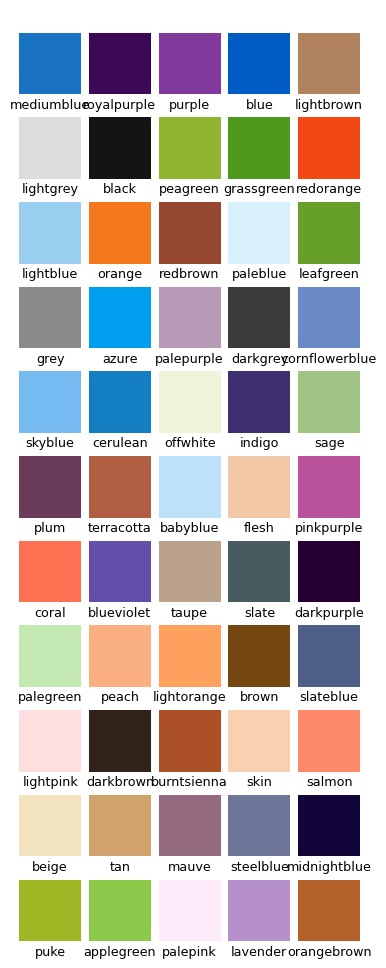 mediumblue royalpurple purple blue lightbrown
lightgrey black peagreen grassgreen redorange
lightblue orange redbrown paleblue leafgreen
grey azure palepurple darkgrey cornflowerblue
skyblue cerulean offwhite indigo sage
plum terracotta babyblue flesh pinkpurple
coral blueviolet taupe slate darkpurple
palegreen peach lightorange brown slateblue
lightpink darkbrown burntsienna skin salmon
beige tan mauve steelblue midnightblue
puke applegreen palepink lavender orangebrown